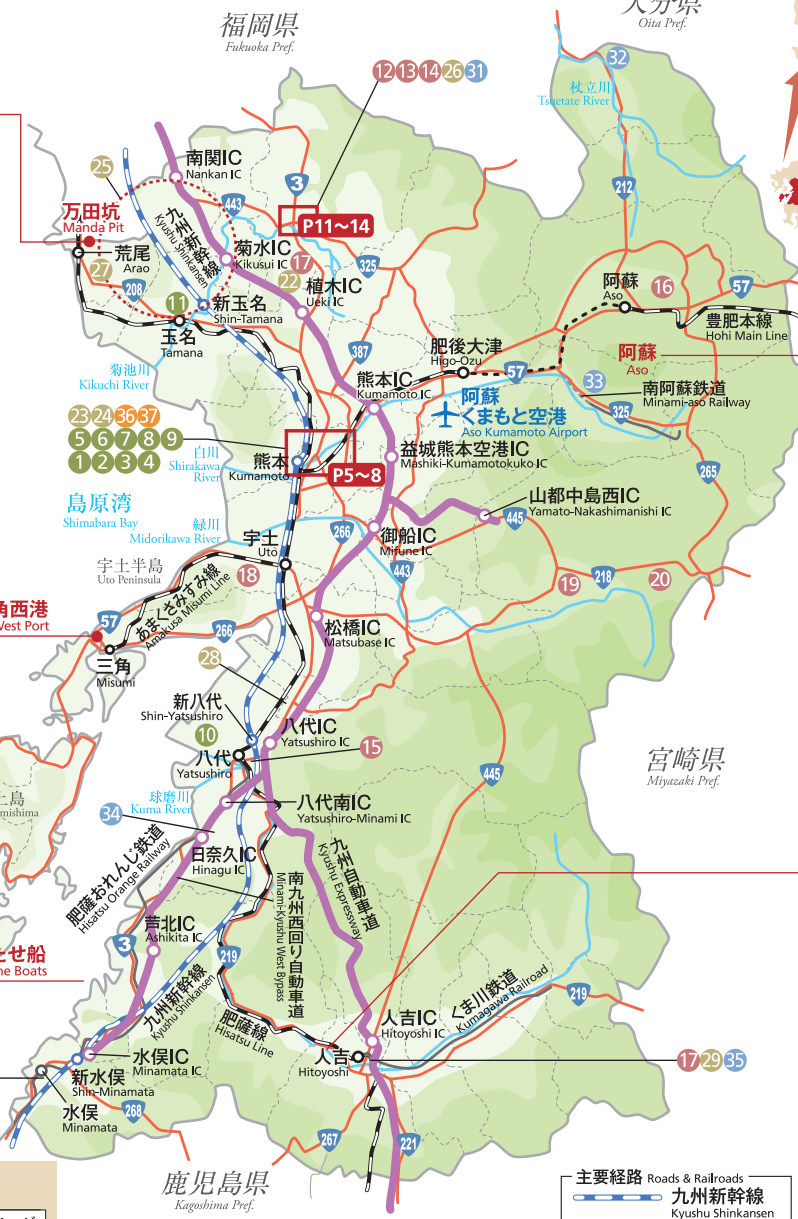 福岡県
Fukuoka Pref.
大分県
Oita Pref.
12 13 14 26 31
32
杖立川
Tsuetate River
212
25
南関IC
Nankan IC
3
443
P11〜14
万田坑
Manda Pit
九州新幹線
Kyushu Shinkansen
荒尾
Arao
27
208
菊水IC
Kikusui IC
17
22
325
植木IC
Ueki IC
11
新玉名
Shin-Tamana
玉名
Tamana
阿蘇
Aso
16
57
豊肥本線
Hohi Main Line
菊池川
Kikuchi River
387
肥後大津
Higo-Ozu
57
阿蘇
Aso
熊本IC
Kumamoto IC
33
南阿蘇鉄道
Minami-aso Railway
325
阿蘇
くまもと空港
Aso Kumamoto Airport
23 24 36 37
5 6 7 8 9
1 2 3 4
白川
Shirakawa
River
熊本
Kumamoto
P5〜8
益城熊本空港IC
Mashiki-Kumamotokuko IC
265
島原湾
Shimabara Bay
緑川
Midorikawa River
山都中島西IC
Yamato-Nakashimanishi IC
445
宇土
Uto
266
御船IC
Mifune IC
443
宇土半島
Uto Peninsula
18
あまくさみすみ線
Amakusa Misumi Line
19
218
20
角西港
West Port
57
266
松橋IC
Matsubase IC
三角
Misumi
28
新八代
Shin-Yatsushiro
10
八代
Yatsushiro
八代IC
Yatsushiro IC
15
445
宮崎県
Miyazaki Pref.
球磨川
Kuma River
34
八代南IC
Yatsushiro-Minami IC
上島
mishima
日奈久IC
Hinagu IC
肥薩おれんじ鉄道
Hisatsu Orange Railway
九州自動車道
Kyushu Expressway
南九州西回り自動車道
Minami-Kyushu West Bypass
芦北IC
Ashikita IC
3
たせ船
ne Boats
219
九州新幹線
Kyushu Shinkansen
肥薩線
Hisatsu Line
くま川鉄道
Kumagawa Railroad
219
人吉IC
Hitoyoshi IC
人吉
Hitoyoshi
17 29 35
水俣IC
Minamata IC
新水俣
Shin-Minamata
水俣
Minamata
268
267
221
鹿児島県
Kagoshima Pref.
主要経路 Roads & Railroads
九州新幹線
Kyushu Shinkansen